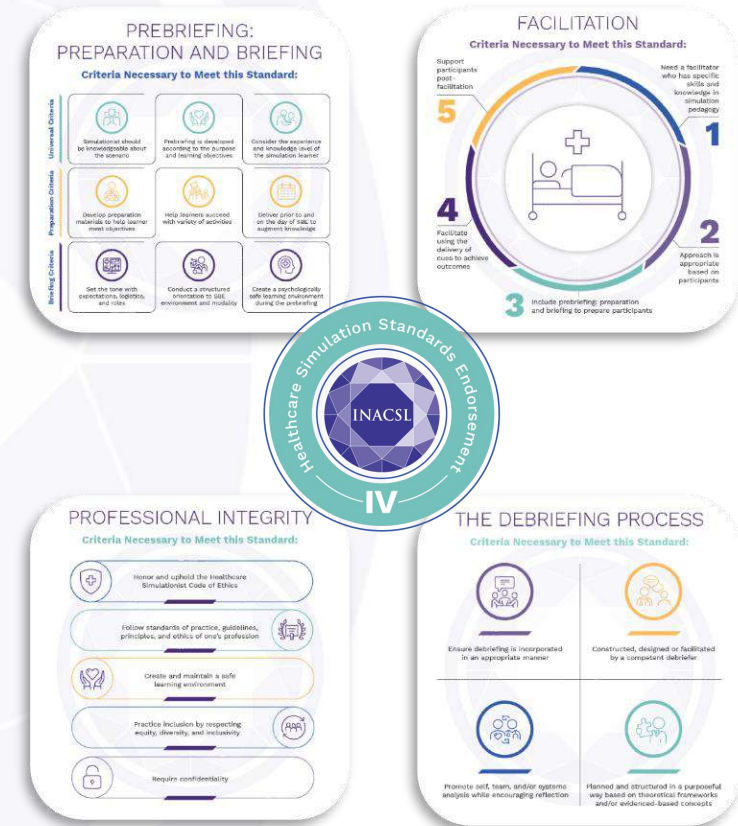 PREBRIEFING:
PREPARATION AND BRIEFING
Criteria Necessary to Meet this Standard:
Universal Criteria
Simulationist should
be knowledgeable about
the scenario
Prebriefing is developed
according to the purpose
and learning objectives
Consider the experience
and knowledge level of
the simulation learner
Preparation Criteria
Develop preparation
materials to help learner
meet objectives
Help learners succeed
with variety of activities
Deliver prior to and
on the day of SBE to
augment knowledge
Briefing Criteria
Set the tone with
expectations, logistics,
and roles
Conduct a structured
orientation to SBE
environment and modality
Create a psychologically
safe learning environment
during the prebriefing
FACILITATION
Criteria Necessary to Meet this Standard:
Need a facilitator
who has specific
skills and
knowledge in
simulation
pedagogy
1
2
Approach is
appropriate
based on
participants
3
Include prebriefing: preparation
and briefing to prepare participants
4
Facilitate
using the
delivery of
cues to achieve
outcomes
Support
participants
post-
facilitation
5
Healthcare Simulation Standards Endorsement
INACSL
IV
PROFESSIONAL INTEGRITY
Criteria Necessary to Meet this Standard:
Honor and uphold the Healthcare
Simulationist Code of Ethics
Follow standards of practice, guidelines,
principles, and ethics of one's profession
Create and maintain a safe
learning environment
Practice inclusion by respecting
equity, diversity, and inclusivity
Require confidentiality
THE DEBRIEFING PROCESS
Criteria Necessary to Meet this Standard:
Ensure debriefing is incorporated
in an appropriate manner
Constructed, designed or facilitated
by a competent debriefer
Promote self, team, and/or systems
analysis while encouraging reflection
Planned and structured in a purposeful
way based on theoretical frameworks
and/or evidenced-based concepts